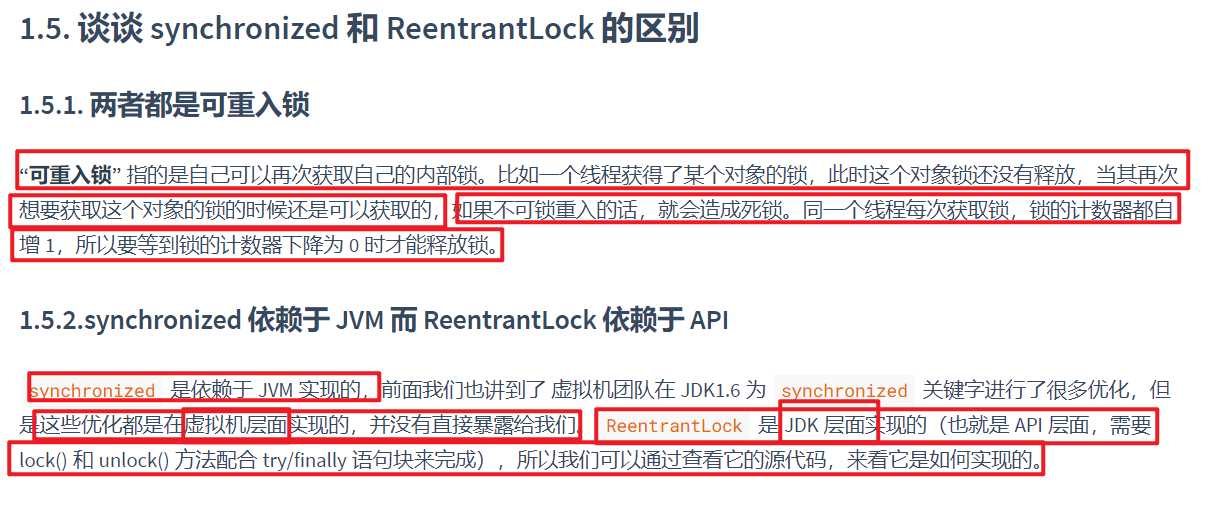 1.5. 谈谈 synchronized 和 ReentrantLock 的区别
1.5.1. 两者都是可重入锁
“可重入锁” 指的是自己可以再次获取自己的内部锁。比如一个线程获得了某个对象的锁，此时这个对象锁还没有释放，当其再次
想要获取这个对象的锁的时候还是可以获取的，如果不可锁重入的话，就会造成死锁。同一个线程每次获取锁，锁的计数器都自
增 1，所以要等到锁的计数器下降为 0 时才能释放锁。
1.5.2.synchronized 依赖于 JVM 而 ReentrantLock 依赖于 API
synchronized 是依赖于 JVM 实现的，前面我们也讲到了 虚拟机团队在 JDK1.6 为 synchronized 关键字进行了很多优化，但
是这些优化都是在虚拟机层面实现的，并没有直接暴露给我们。ReentrantLock 是 JDK 层面实现的（也就是 API 层面，需要
lock() 和 unlock() 方法配合 try/finally 语句块来完成），所以我们可以通过查看它的源代码，来看它是如何实现的。